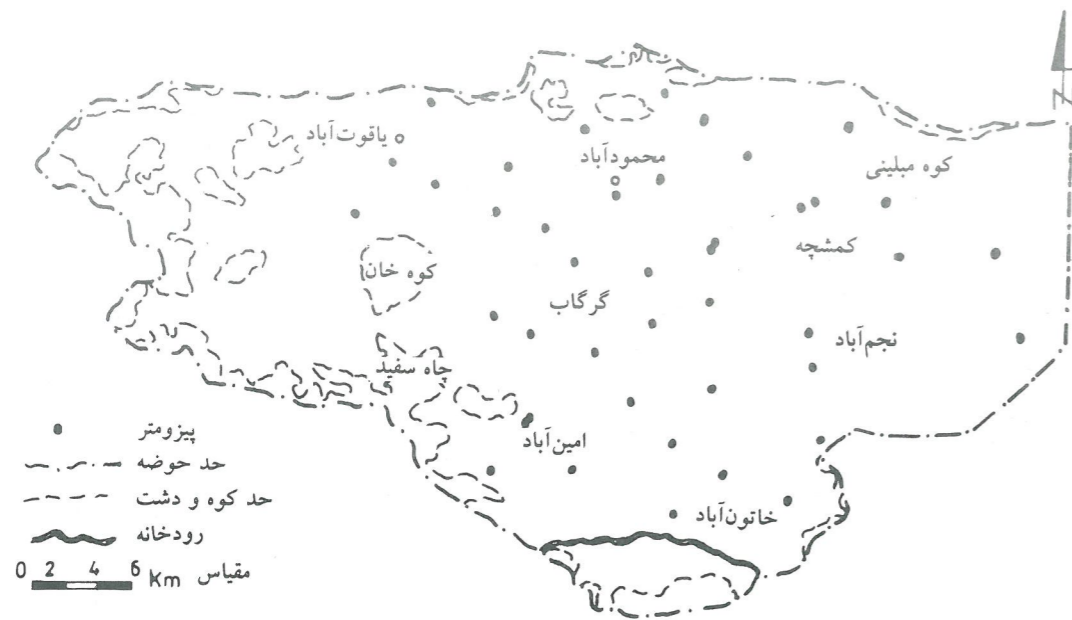 N
یاقوت‌آباد
محمودآباد
کوه مبلینی
کمشچه
کوه خان
گرگاب
نجم‌آباد
چاه سفید
امین‌آباد
خاتون‌آباد
پیزومتر
حد حوضه
حد کوه و دشت
رودخانه
0 2 4 6 Km مقیاس